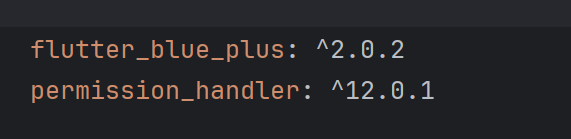 flutter_blue_plus: ^2.0.2
permission_handler: ^12.0.1